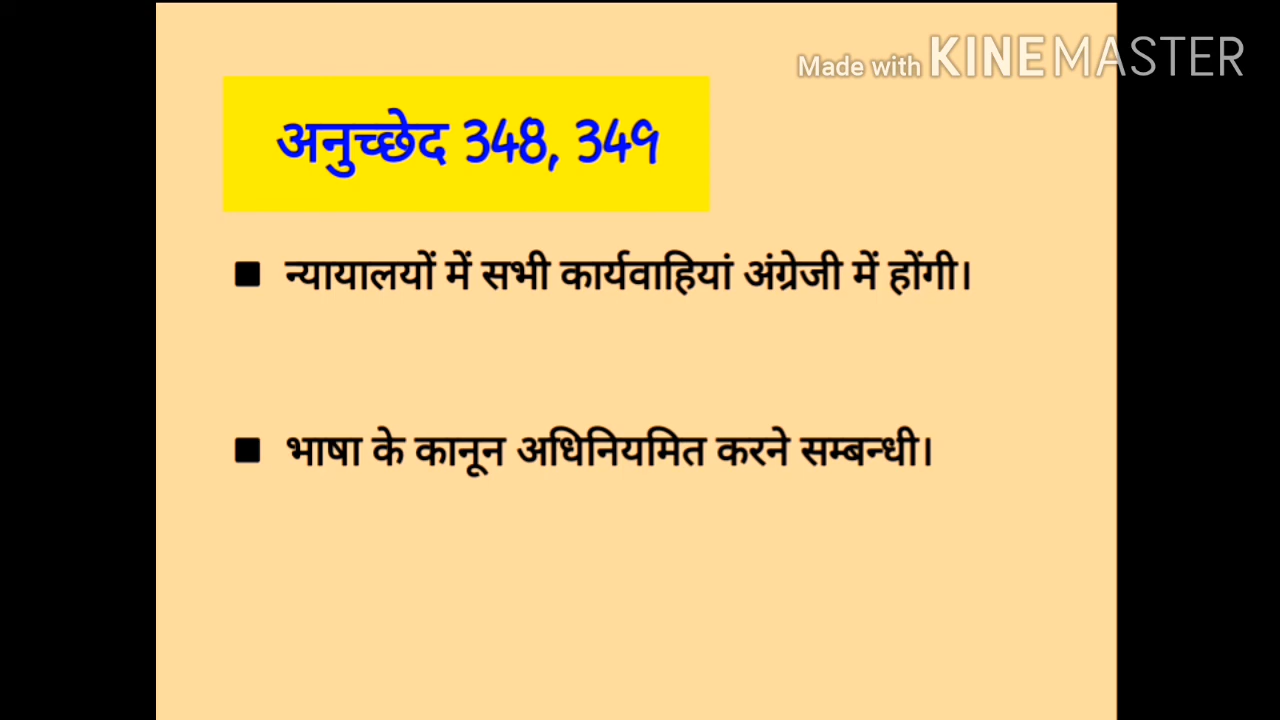 Made with KINEMASTER
अनुच्छेद 348, 349
■ न्यायालयों में सभी कार्यवाहियां अंग्रेजी में होंगी।
■ भाषा के कानून अधिनियमित करने सम्बन्धी।